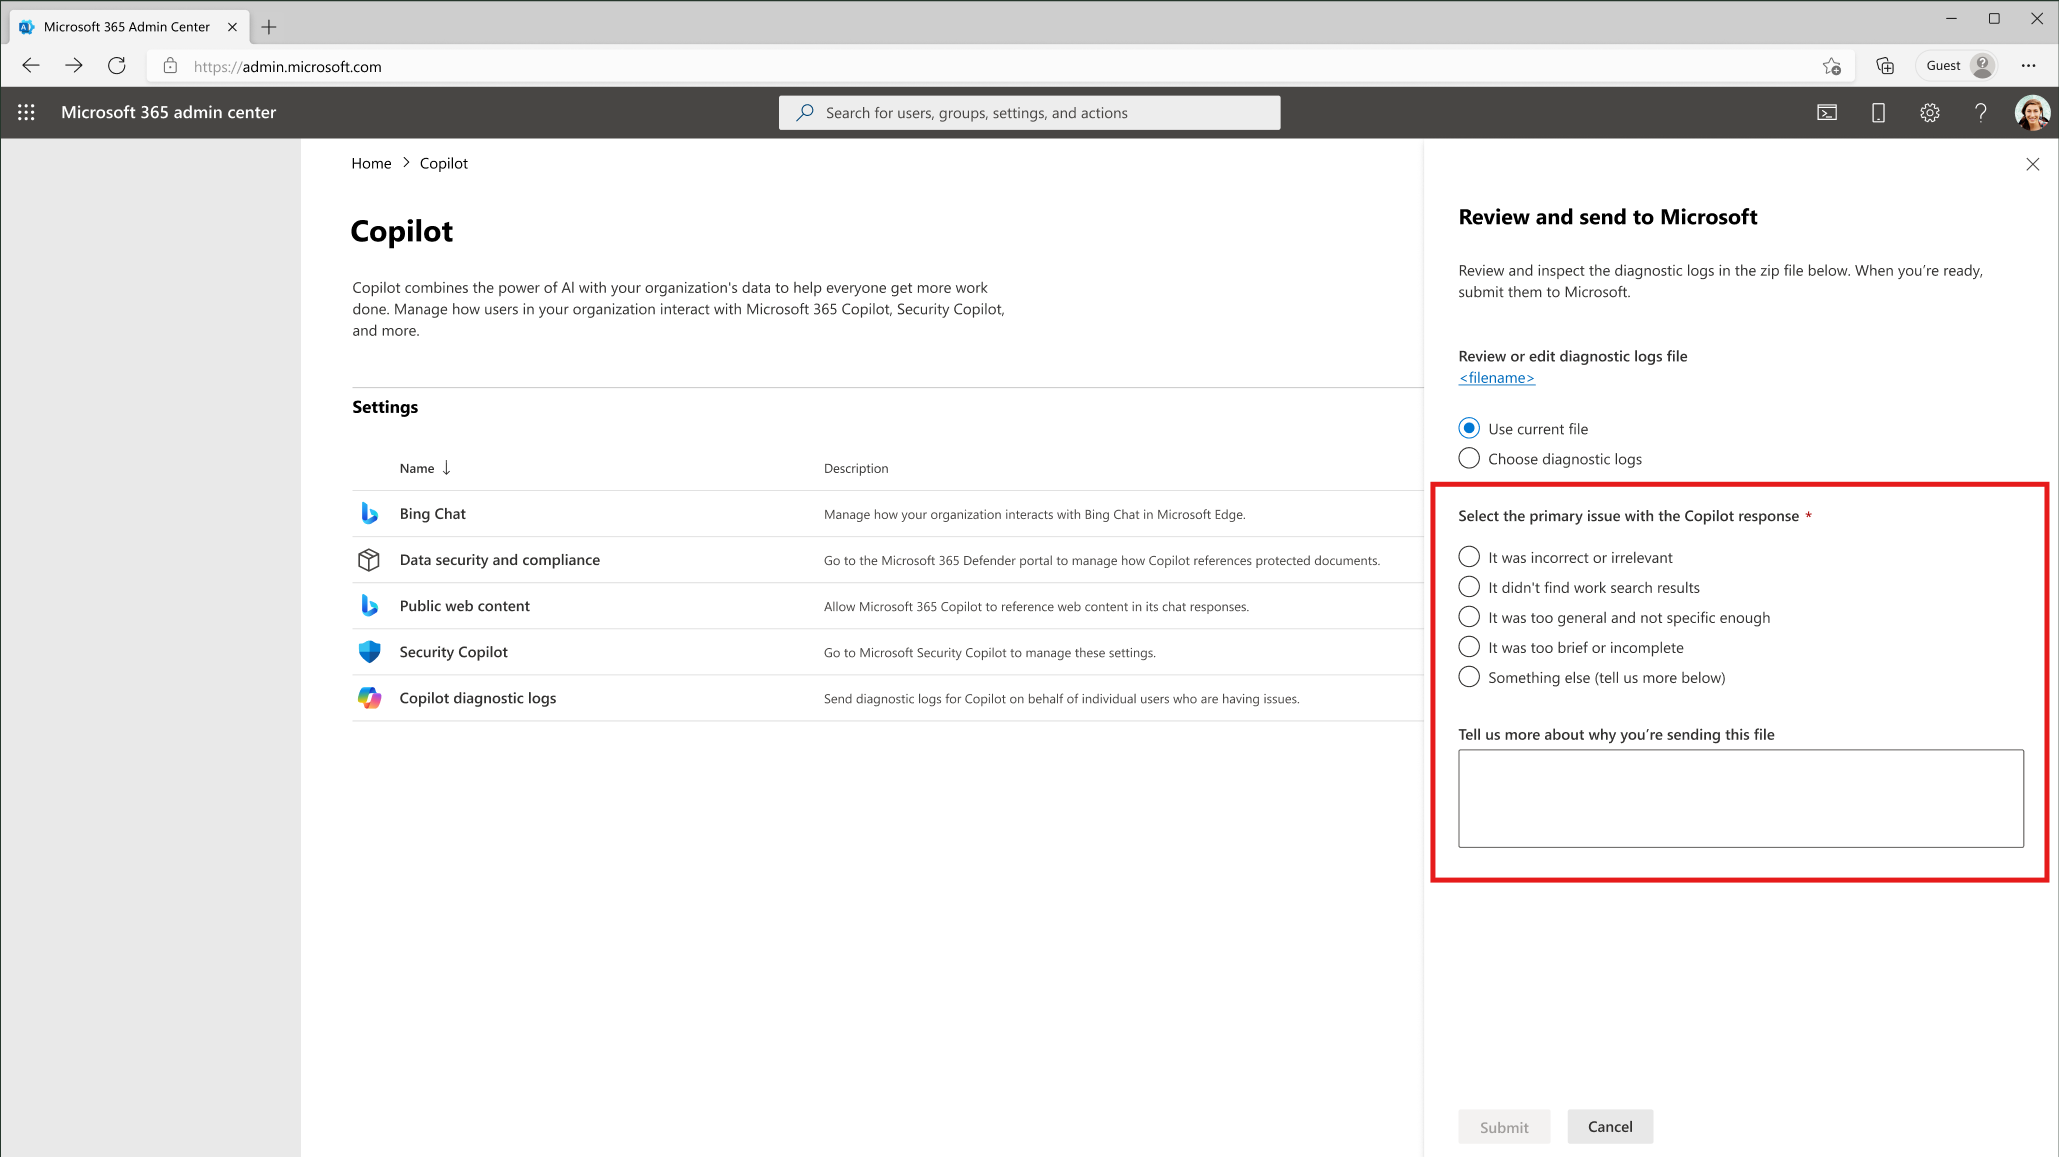 Microsoft 365 Admin Center
https://admin.microsoft.com
Guest
Microsoft 365 admin center
Search for users, groups, settings, and actions
Home > Copilot
Copilot
Copilot combines the power of AI with your organization's data to help everyone get more work
done. Manage how users in your organization interact with Microsoft 365 Copilot, Security Copilot,
and more.
Settings
Name ↓ Description
Bing Chat Manage how your organization interacts with Bing Chat in Microsoft Edge.
Data security and compliance Go to the Microsoft 365 Defender portal to manage how Copilot references protected documents.
Public web content Allow Microsoft 365 Copilot to reference web content in its chat responses.
Security Copilot Go to Microsoft Security Copilot to manage these settings.
Copilot diagnostic logs Send diagnostic logs for Copilot on behalf of individual users who are having issues.
Review and send to Microsoft
Review and inspect the diagnostic logs in the zip file below. When you’re ready,
submit them to Microsoft.
Review or edit diagnostic logs file
<filename>
Use current file
Choose diagnostic logs
Select the primary issue with the Copilot response *
It was incorrect or irrelevant
It didn't find work search results
It was too general and not specific enough
It was too brief or incomplete
Something else (tell us more below)
Tell us more about why you’re sending this file
Submit Cancel